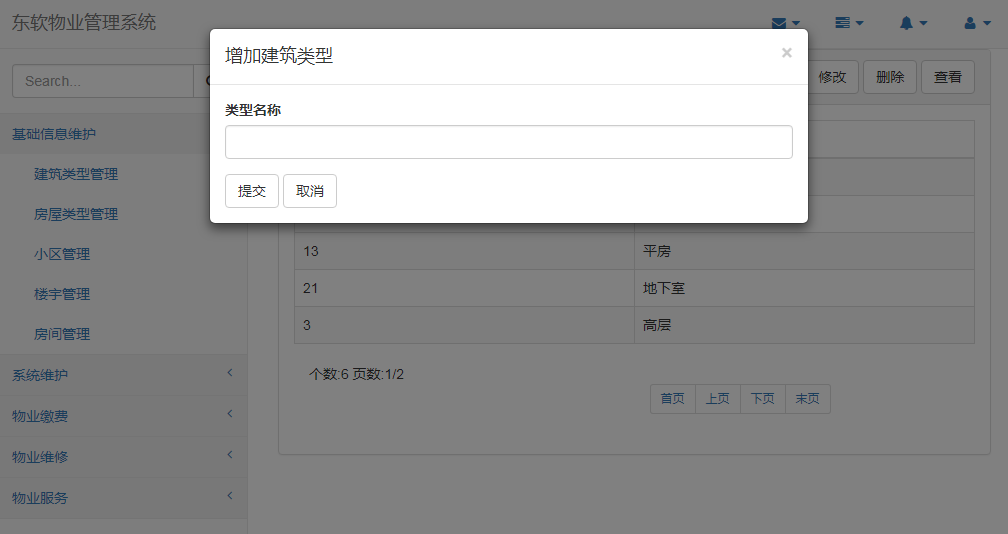 东软物业管理系统
增加建筑类型
×
Search...
修改
删除
查看
类型名称
提交
取消
基础信息维护
建筑类型管理
房屋类型管理
小区管理
楼宇管理
房间管理
系统维护
物业缴费
物业维修
物业服务
13
平房
21
地下室
3
高层
个数:6 页数:1/2
首页
上页
下页
末页